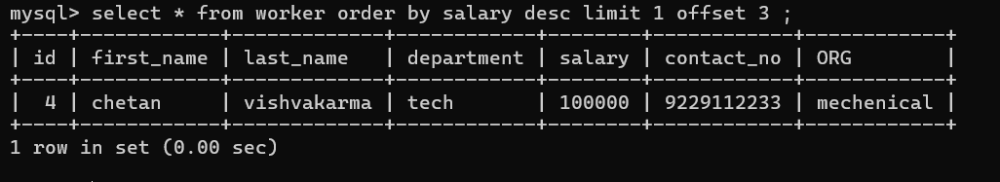 mysql> select * from worker order by salary desc limit 1 offset 3 ;
+----+------------+-------------+------------+--------+------------+------------+
| id | first_name | last_name   | department | salary | contact_no | ORG        |
+----+------------+-------------+------------+--------+------------+------------+
|  4 | chetan     | vishvakarma | tech       | 100000 | 9229112233 | mechenical |
+----+------------+-------------+------------+--------+------------+------------+
1 row in set (0.00 sec)